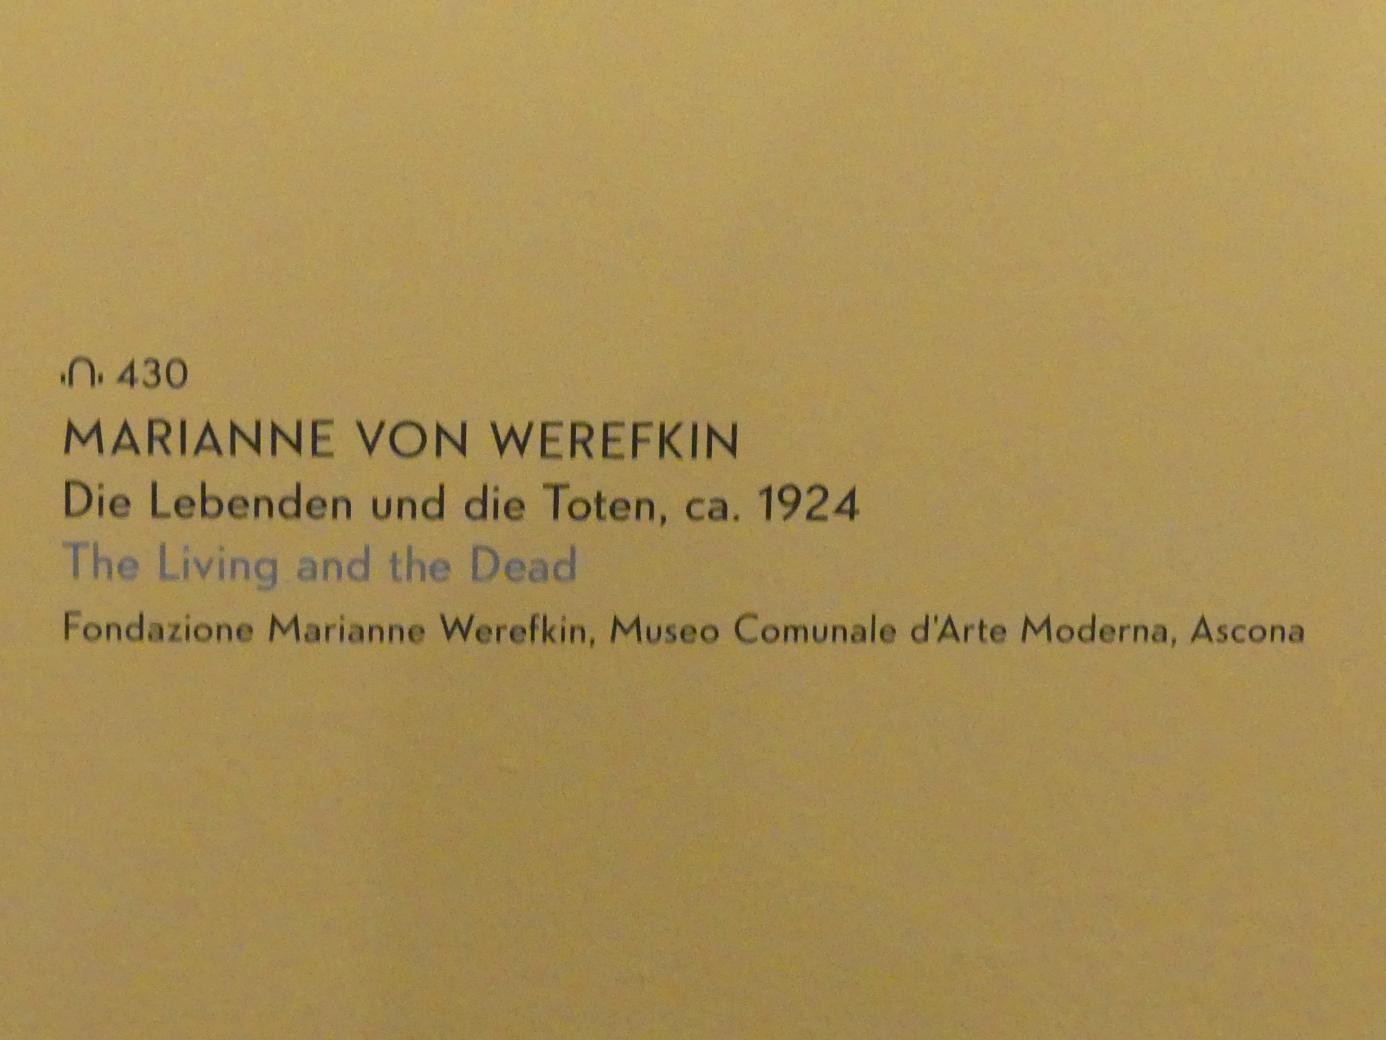 430
MARIANNE VON WEREFKIN
Die Lebenden und die Toten, ca. 1924
The Living and the Dead
Fondazione Marianne Werefkin, Museo Comunale d'Arte Moderna, Ascona